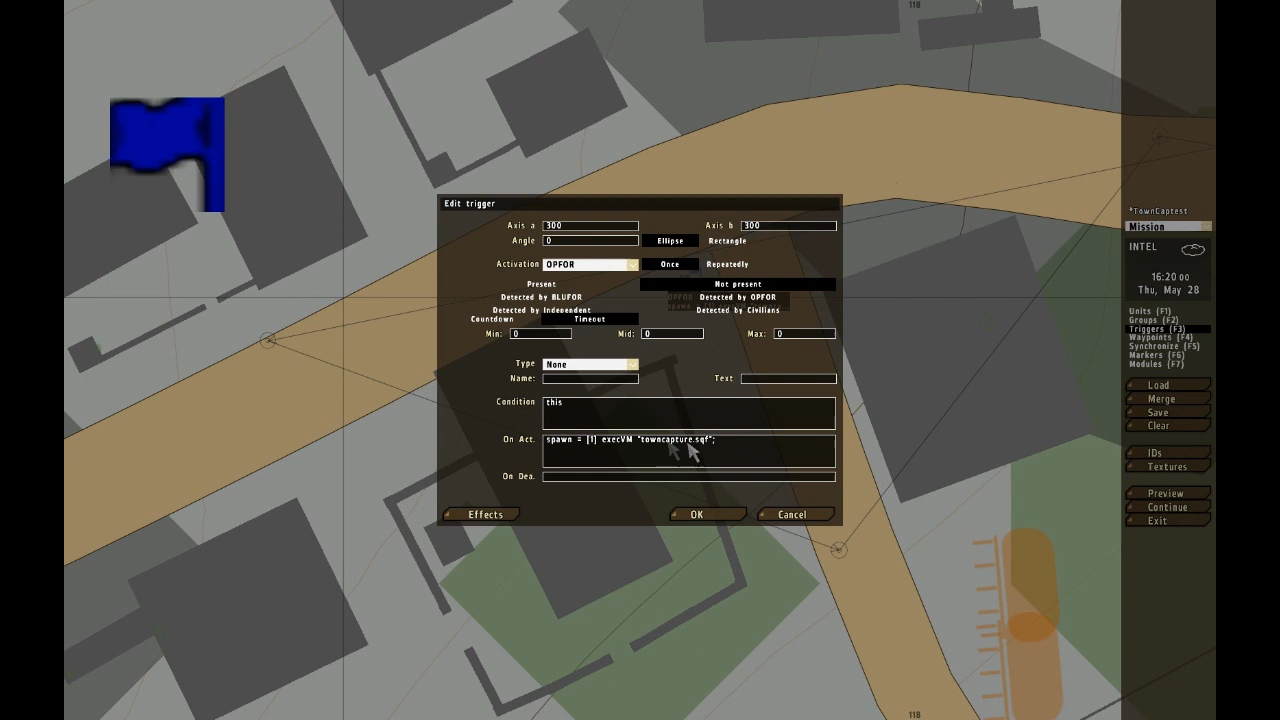 118
Edit trigger
Axis a 300 Axis b 300
Angle 0 Ellipse Rectangle
Activation OPFOR Once Repeatedly
Present Not present
Detected by BLUFOR Detected by OPFOR
Detected by Independent Detected by Civilians
Countdown Timeout
Min: 0 Mid: 0 Max: 0
Type None
Name: Text
Condition this
On Act. spawn = [1] execVM "towncapture.sqf";
On Dea.
Effects OK Cancel
*TownCaptest
Mission
INTEL
16:20 00
Thu, May 28
Units (F1)
Groups (F2)
Triggers (F3)
Waypoints (F4)
Synchronize (F5)
Markers (F6)
Modules (F7)
Load
Merge
Save
Clear
IDs
Textures
Preview
Continue
Exit
118